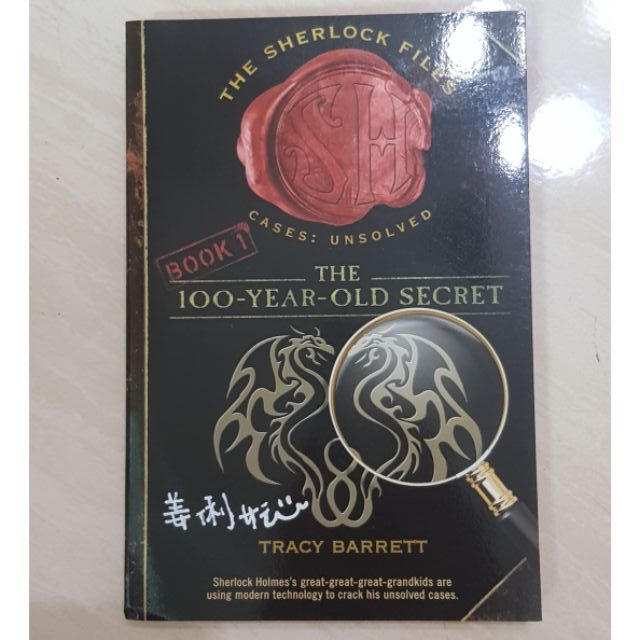 THE SHERLOCK FILES
SH
CASES: UNSOLVED
BOOK 1
THE
100-YEAR-OLD SECRET
TRACY BARRETT
Sherlock Holmes's great-great-great-grandkids are
using modern technology to crack his unsolved cases.